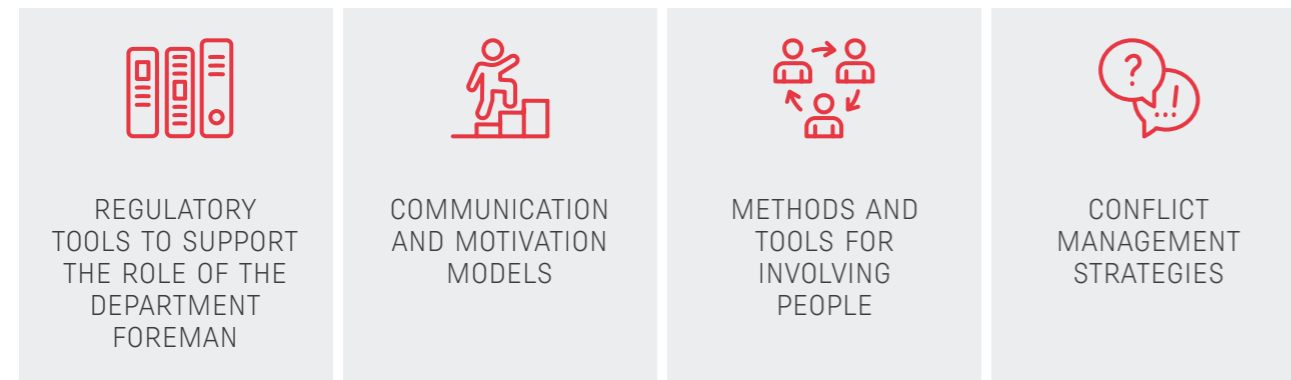 REGULATORY
TOOLS TO SUPPORT
THE ROLE OF THE
DEPARTMENT
FOREMAN
COMMUNICATION
AND MOTIVATION
MODELS
METHODS AND
TOOLS FOR
INVOLVING
PEOPLE
? 
!
...
CONFLICT
MANAGEMENT
STRATEGIES